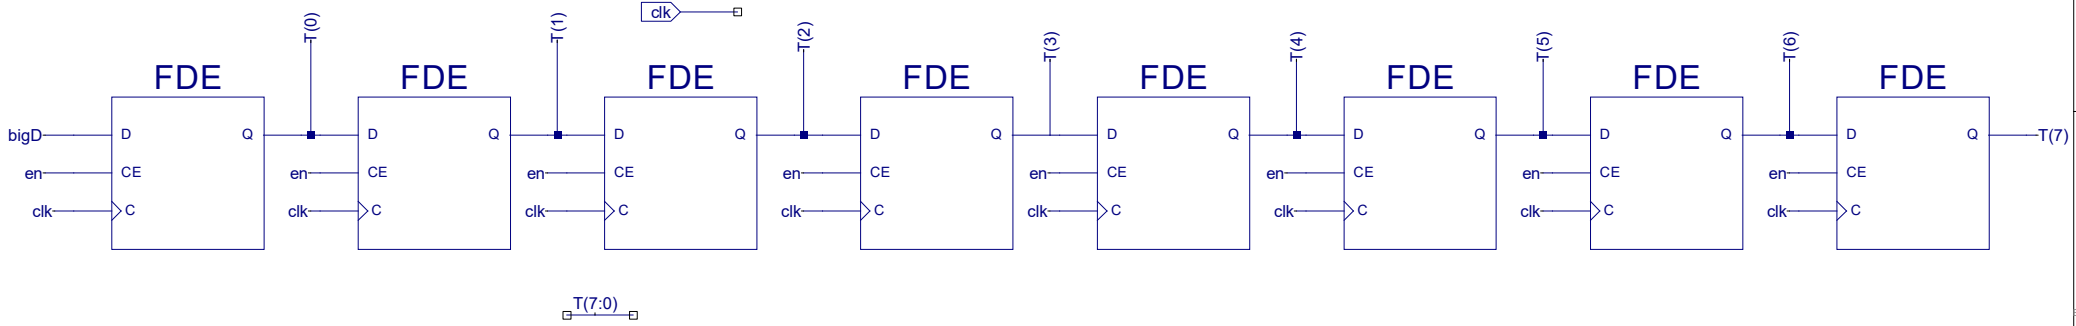 clk
T(0) T(1) T(2) T(3) T(4) T(5) T(6)
FDE FDE FDE FDE FDE FDE FDE FDE
bigD D Q D Q D Q D Q D Q D Q D Q D Q T(7)
en CE en CE en CE en CE en CE en CE en CE en CE
clk C clk C clk C clk C clk C clk C clk C clk C
T(7:0)